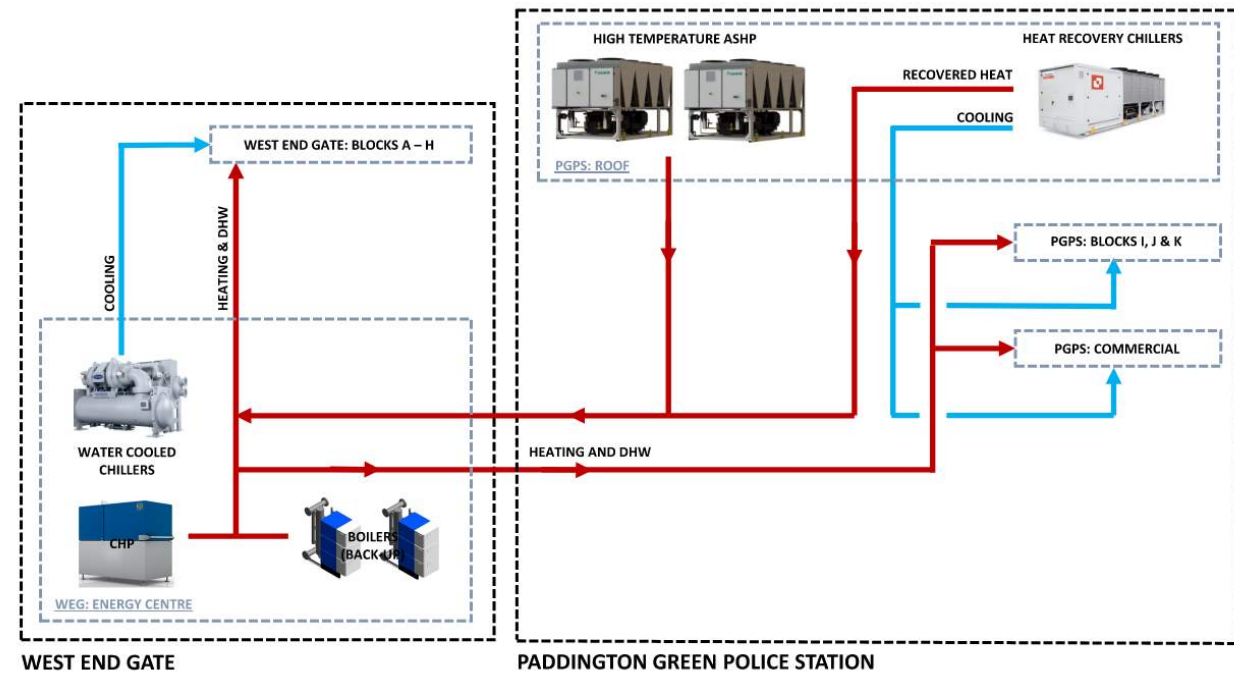 HIGH TEMPERATURE ASHP
HEAT RECOVERY CHILLERS
RECOVERED HEAT
COOLING
PGPS: ROOF
WEST END GATE: BLOCKS A – H
COOLING
HEATING & DHW
PGPS: BLOCKS I, J & K
PGPS: COMMERCIAL
WATER COOLED
CHILLERS
HEATING AND DHW
CHP
BOILERS
(BACK-UP)
WEG: ENERGY CENTRE
WEST END GATE
PADDINGTON GREEN POLICE STATION